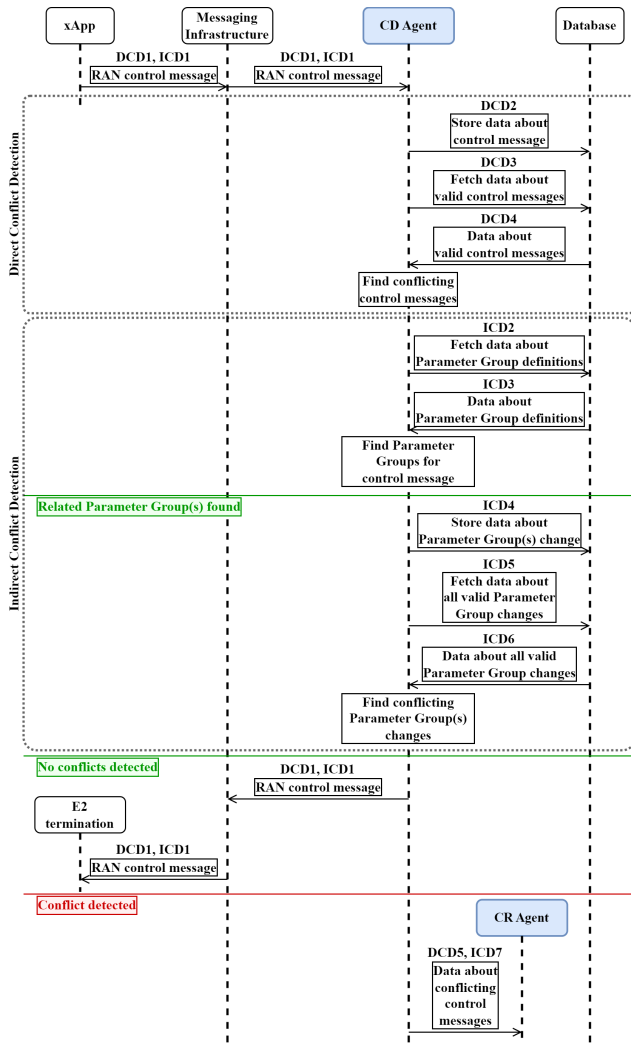 xApp
Messaging
Infrastructure
CD Agent
Database
DCD1, ICD1
RAN control message
DCD1, ICD1
RAN control message
Direct Conflict Detection
DCD2
Store data about
control message
DCD3
Fetch data about
valid control messages
DCD4
Data about
valid control messages
Find conflicting
control messages
Indirect Conflict Detection
ICD2
Fetch data about
Parameter Group definitions
ICD3
Data about
Parameter Group definitions
Find Parameter
Groups for
control message
Related Parameter Group(s) found
ICD4
Store data about
Parameter Group(s) change
ICD5
Fetch data about
all valid Parameter
Group changes
ICD6
Data about all valid
Parameter Group changes
Find conflicting
Parameter Group(s)
changes
No conflicts detected
DCD1, ICD1
RAN control message
E2
termination
DCD1, ICD1
RAN control message
Conflict detected
CR Agent
DCD5, ICD7
Data about
conflicting
control
messages